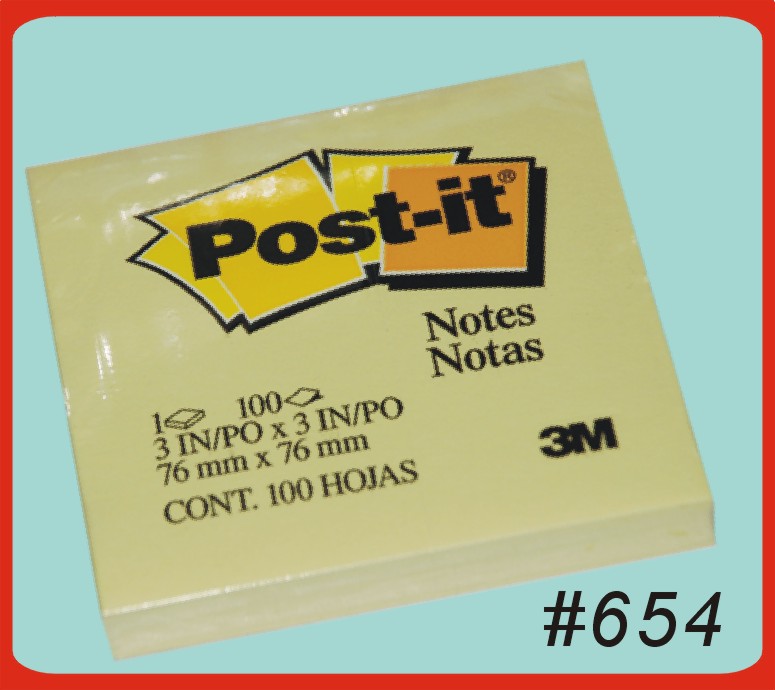 Post-it®
Notes
Notas
1 100
3 IN/PO x 3 IN/PO
76 mm x 76 mm
CONT. 100 HOJAS
3M
#654